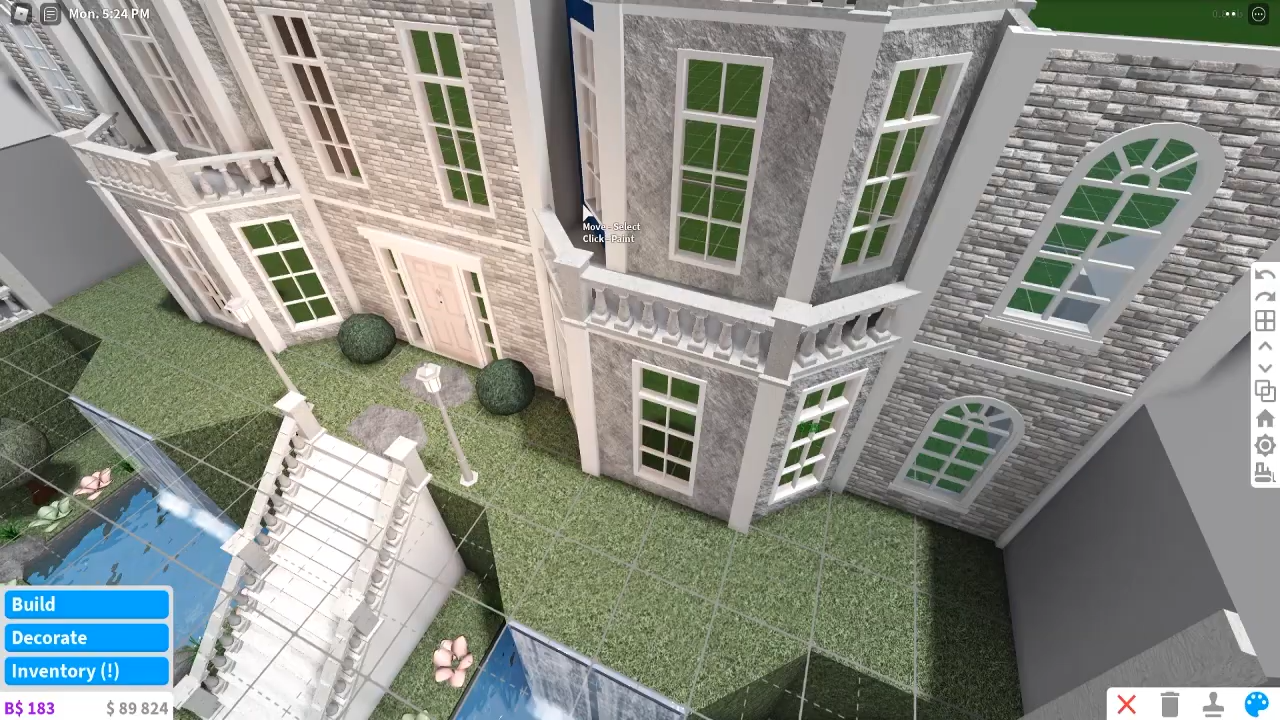 Mon. 5:24 PM
Move - Select
Click - Paint
Build
Decorate
Inventory (!)
B$ 183
$ 89 824